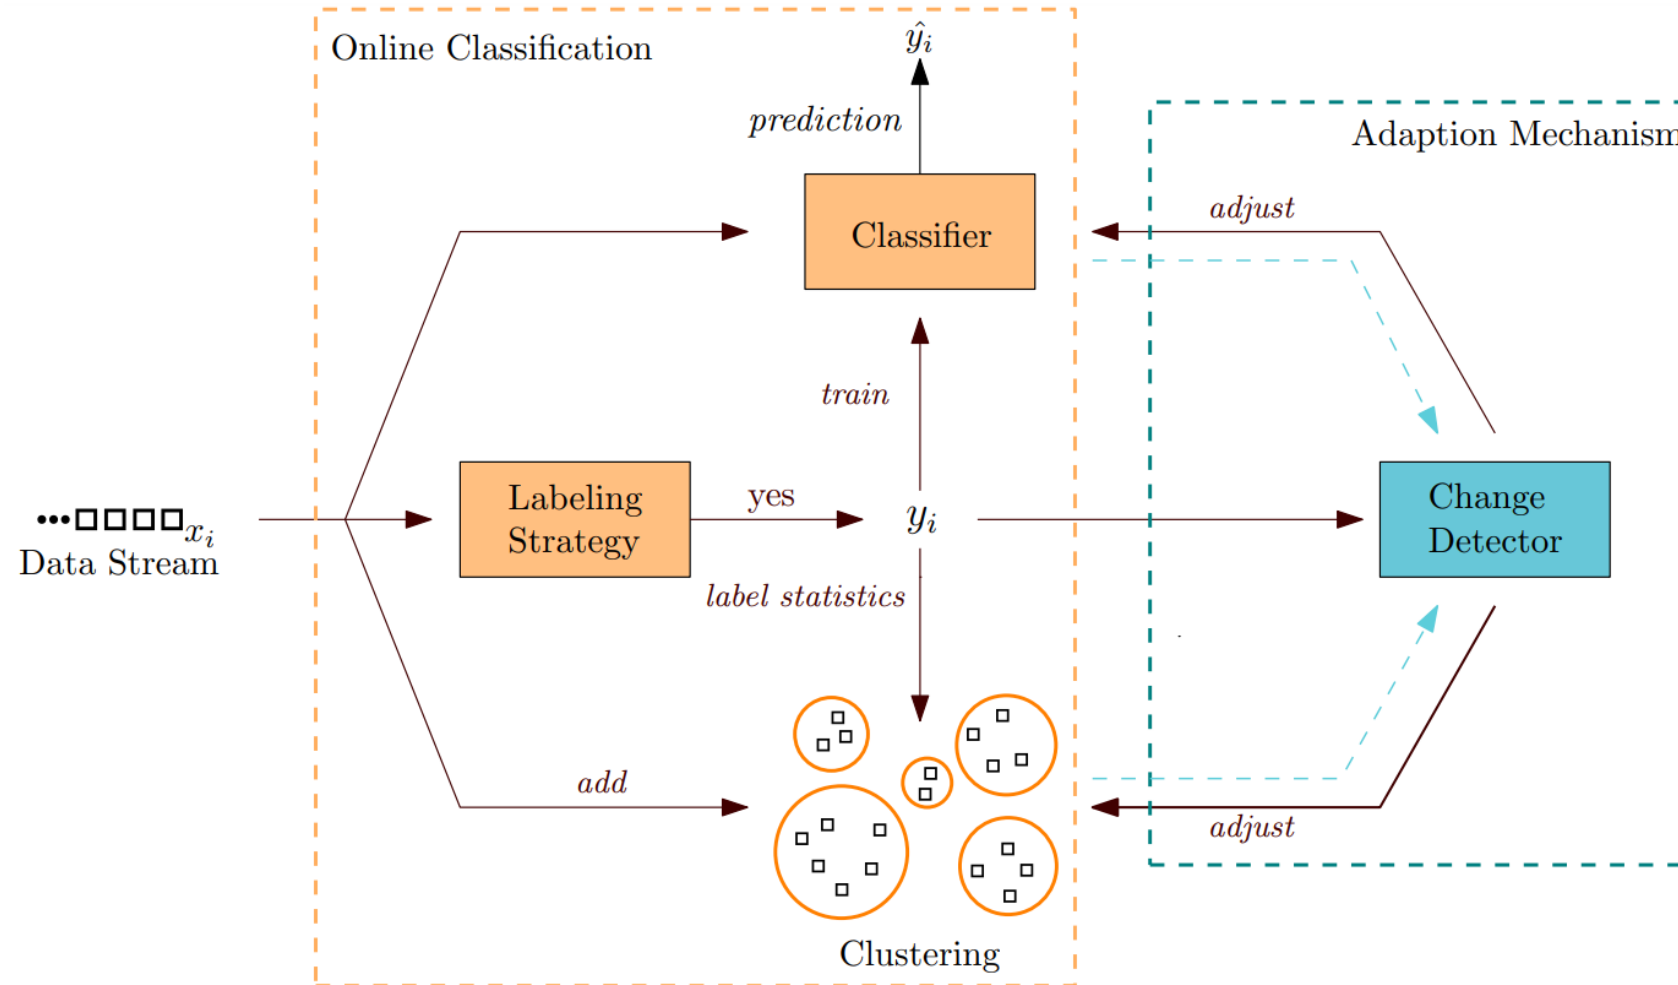 Online Classification
ŷᵢ
prediction
Adaption Mechanism
Classifier
adjust
train
Labeling
Strategy
yes
yᵢ
Change
Detector
xᵢ
Data Stream
label statistics
add
adjust
Clustering